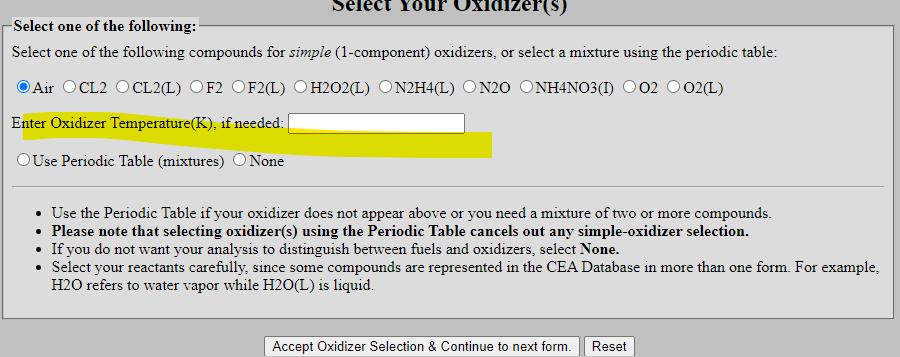 Select Your Oxidizer(s)
Select one of the following:
Select one of the following compounds for simple (1-component) oxidizers, or select a mixture using the periodic table:
Air CL2 CL2(L) F2 F2(L) H2O2(L) N2H4(L) N2O NH4NO3(I) O2 O2(L)
Enter Oxidizer Temperature(K), if needed:
Use Periodic Table (mixtures) None
• Use the Periodic Table if your oxidizer does not appear above or you need a mixture of two or more compounds.
• Please note that selecting oxidizer(s) using the Periodic Table cancels out any simple-oxidizer selection.
• If you do not want your analysis to distinguish between fuels and oxidizers, select None.
• Select your reactants carefully, since some compounds are represented in the CEA Database in more than one form. For example,
H2O refers to water vapor while H2O(L) is liquid.
Accept Oxidizer Selection & Continue to next form. Reset